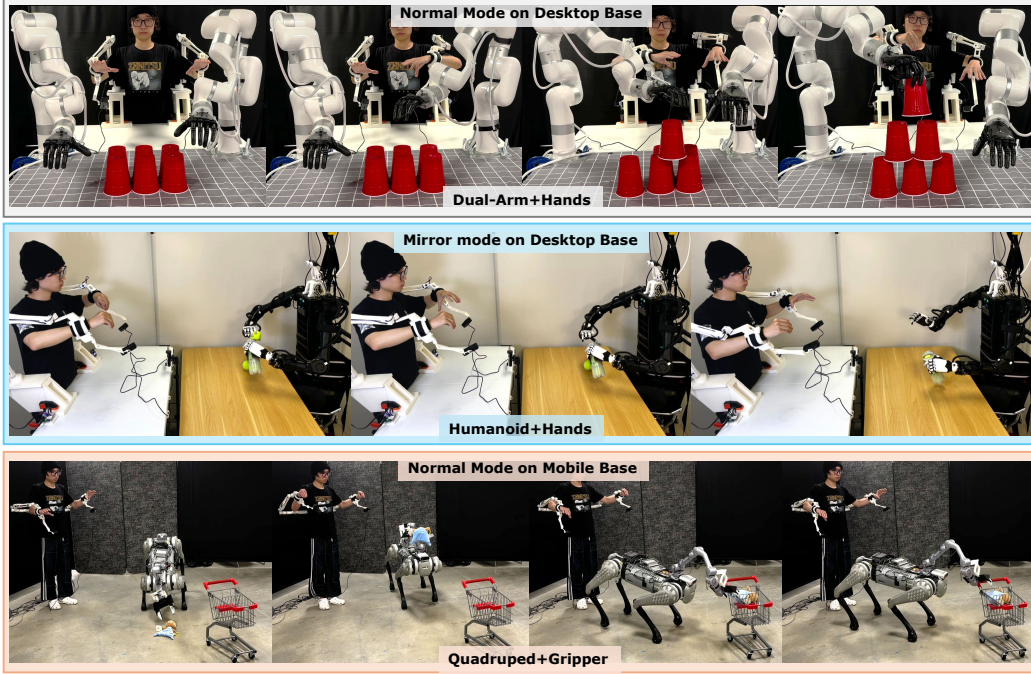 Normal Mode on Desktop Base
Dual-Arm+Hands
Mirror mode on Desktop Base
Humanoid+Hands
Normal Mode on Mobile Base
Quadruped+Gripper